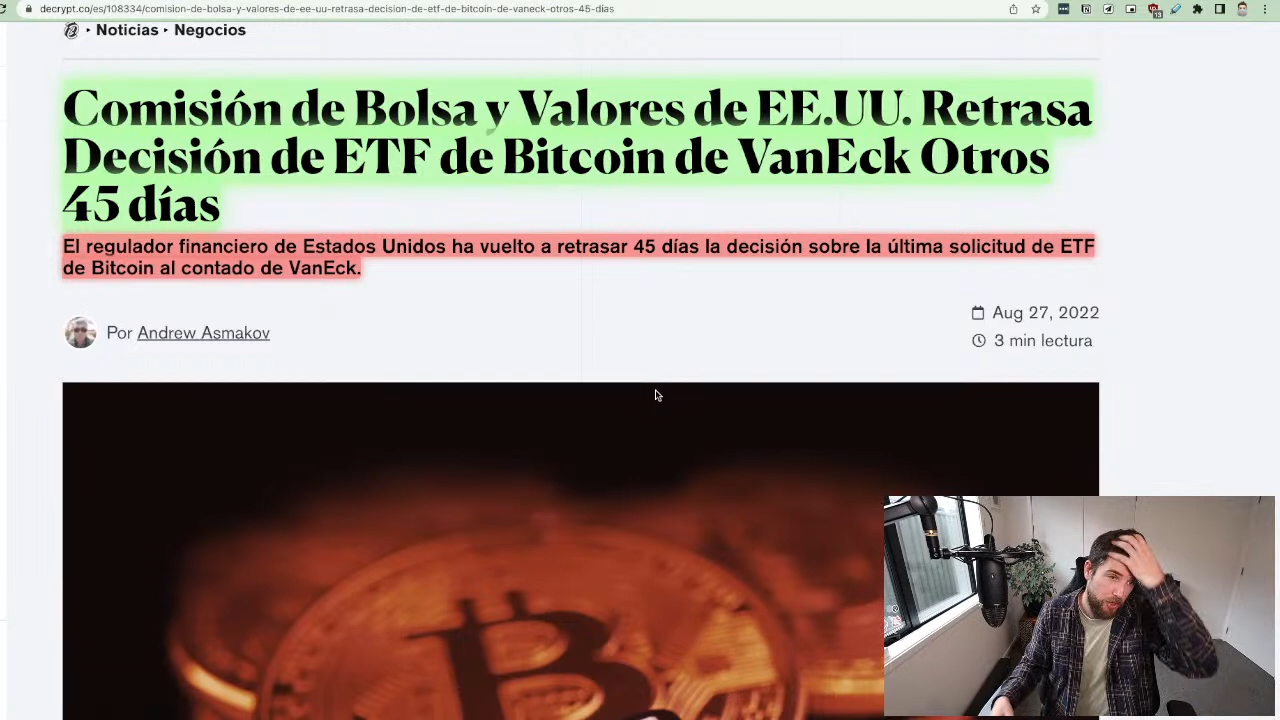 decrypt.co/es/108334/comision-de-bolsa-y-valores-de-ee-uu-retrasa-decision-de-etf-de-bitcoin-de-vaneck-otros-45-dias
13
Noticias ‣ Negocios
Comisión de Bolsa y Valores de EE.UU. Retrasa
Decisión de ETF de Bitcoin de VanEck Otros
45 días
El regulador financiero de Estados Unidos ha vuelto a retrasar 45 días la decisión sobre la última solicitud de ETF
de Bitcoin al contado de VanEck.
Por Andrew Asmakov
Aug 27, 2022
3 min lectura